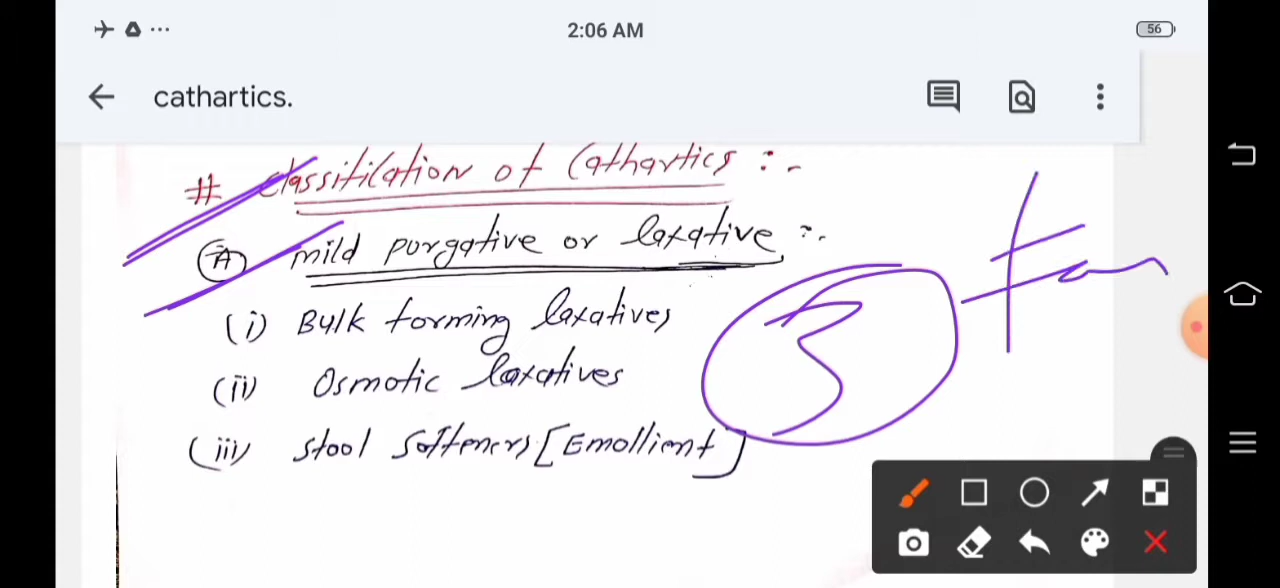 2:06 AM
56
cathartics.
# Classification of Cathartics :-
(A) mild purgative or laxative :-
(i) Bulk forming laxatives
(ii) Osmotic laxatives
(iii) Stool Softeners [Emollient]
3